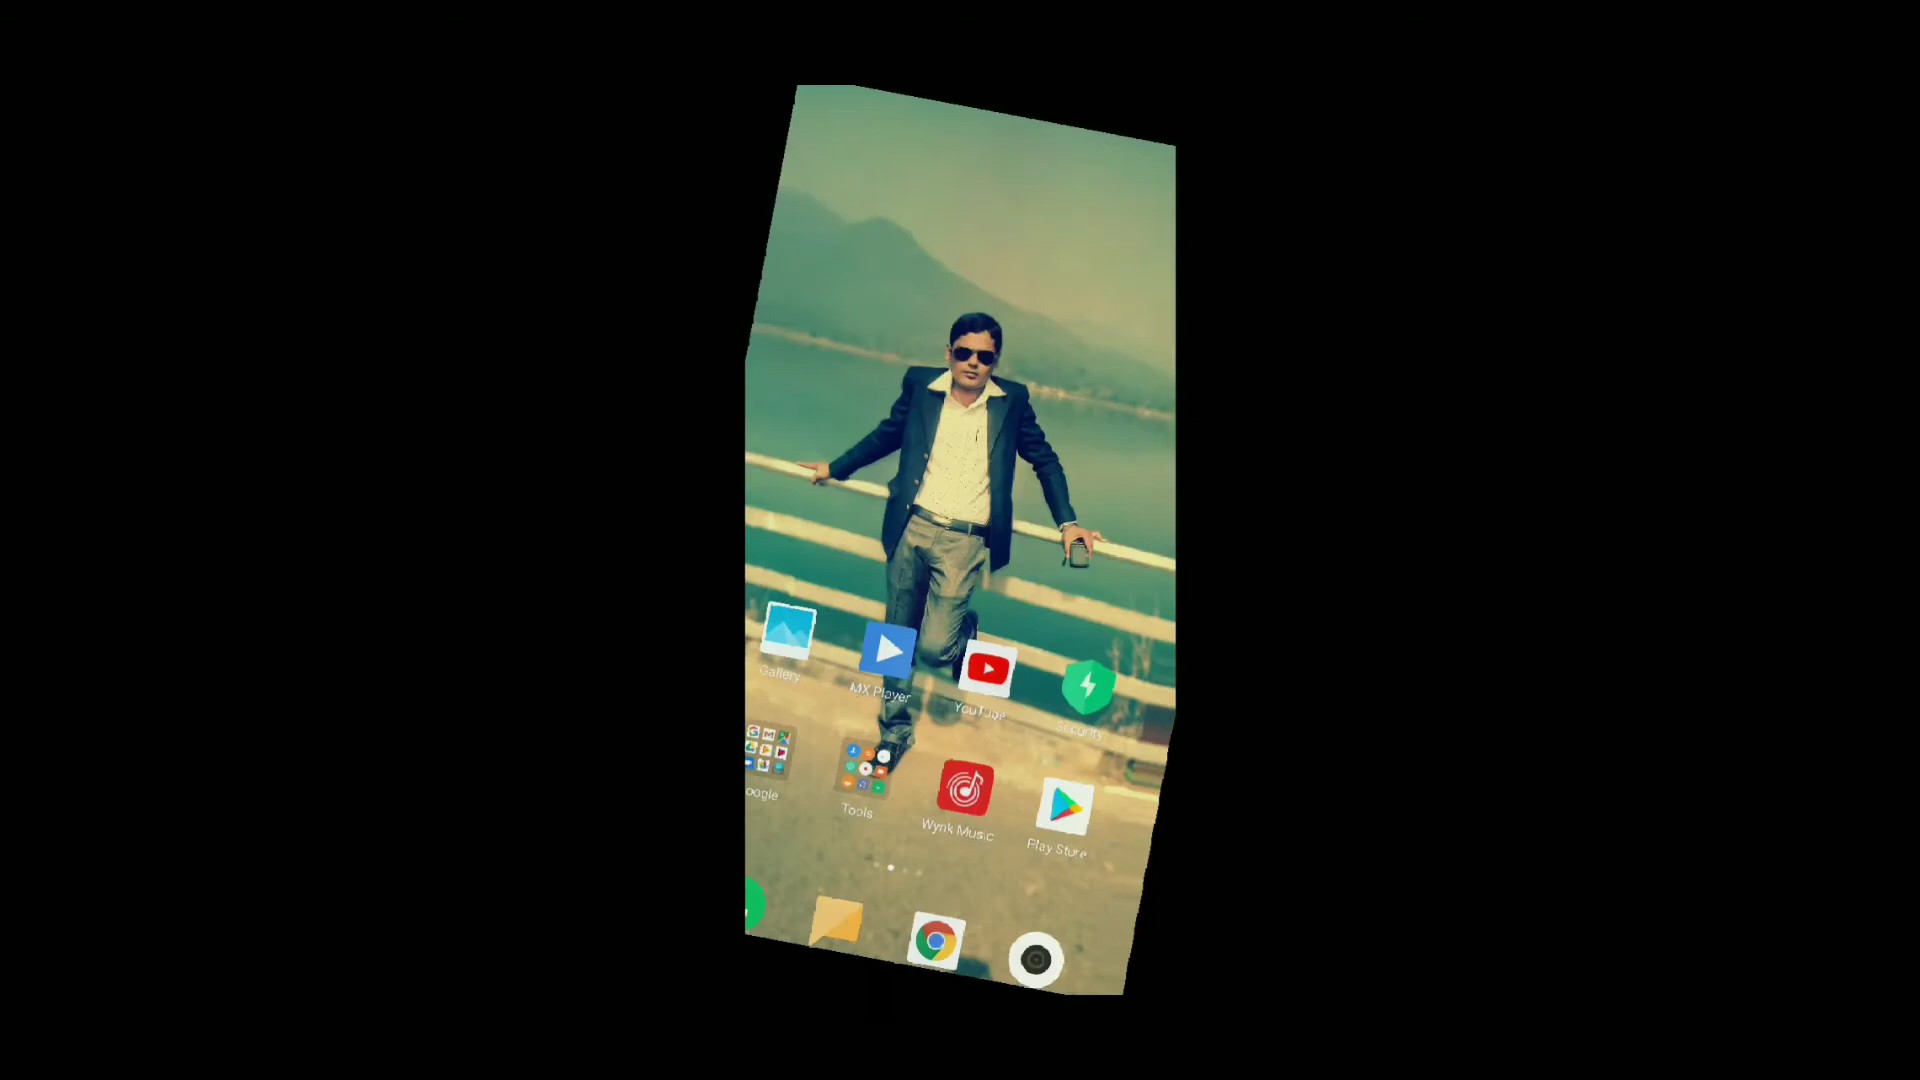 Gallery
MX Player
YouTube
Security
oogle
Tools
Wynk Music
Play Store